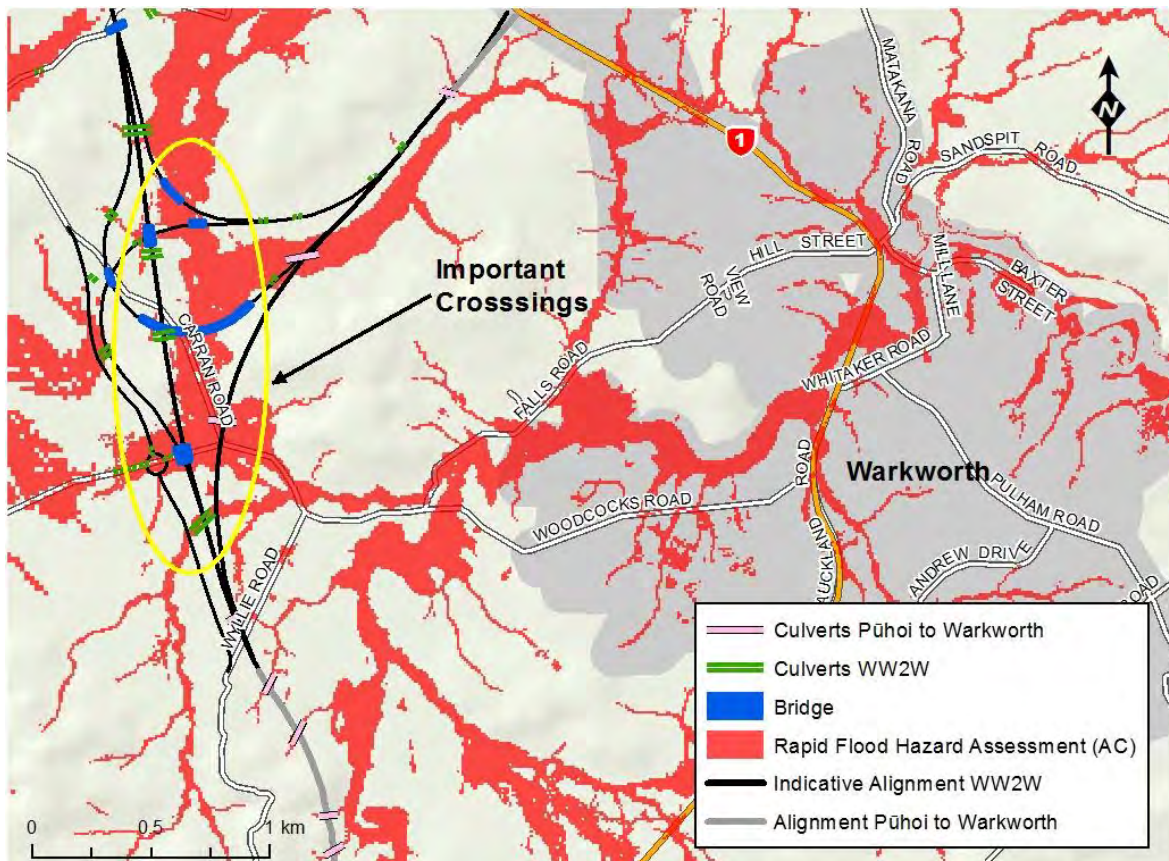 MATAKANA
ROAD
SANDSPIT ROAD
N
1
HILL STREET
VIEW
ROAD
MILL LANE
BAXTER
STREET
Important
Crosssings
CARRAN ROAD
FALLS ROAD
WHITAKER ROAD
Warkworth
WOODCOCKS ROAD
ROAD
AUCKLAND
PULHAM ROAD
ANDREW DRIVE
ROAD
WYLLIE ROAD
Culverts Pūhoi to Warkworth
Culverts WW2W
Bridge
Rapid Flood Hazard Assessment (AC)
Indicative Alignment WW2W
Alignment Pūhoi to Warkworth
0 0.5 1 km